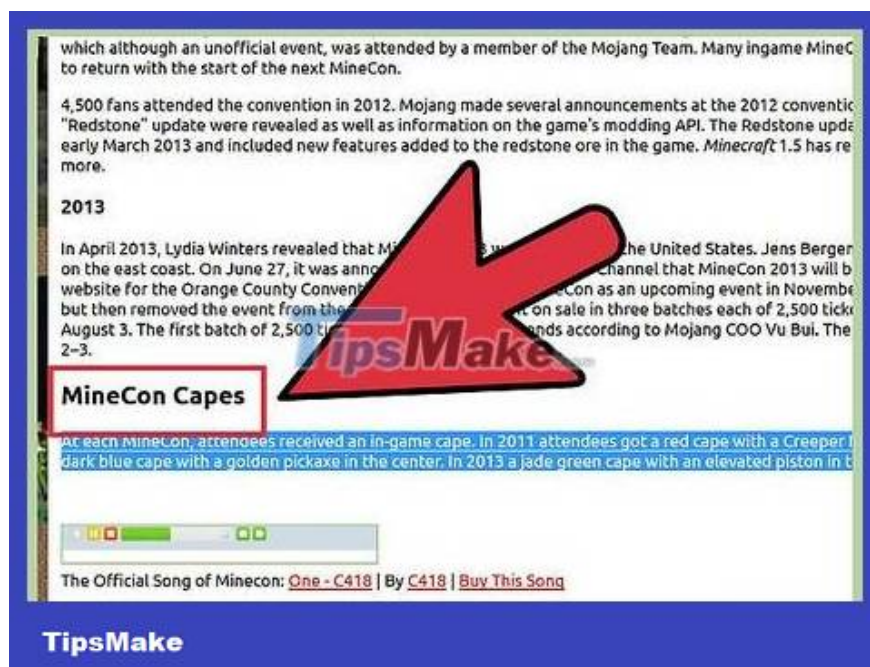 which although an unofficial event, was attended by a member of the Mojang Team. Many ingame MineC
to return with the start of the next MineCon.
4,500 fans attended the convention in 2012. Mojang made several announcements at the 2012 conventic
"Redstone" update were revealed as well as information on the game's modding API. The Redstone upda
early March 2013 and included new features added to the redstone ore in the game. Minecraft 1.5 has re
more.
2013
In April 2013, Lydia Winters revealed that the United States. Jens Berger
on the east coast. On June 27, it was Channel that MineCon 2013 will b
website for the Orange County as an upcoming event in Novembe
but then removed the event from on sale in three batches each of 2,500 ticke
August 3. The first batch of 2,500 according to Mojang COO Vu Bui. The
2–3.
TipsMake
MineCon Capes
At each MineCon, attendees received an in-game cape. In 2011 attendees got a red cape with a Creeper
dark blue cape with a golden pickaxe in the center. In 2013 a jade green cape with an elevated piston in
The Official Song of Minecon: One - C418 | By C418 | Buy This Song
TipsMake